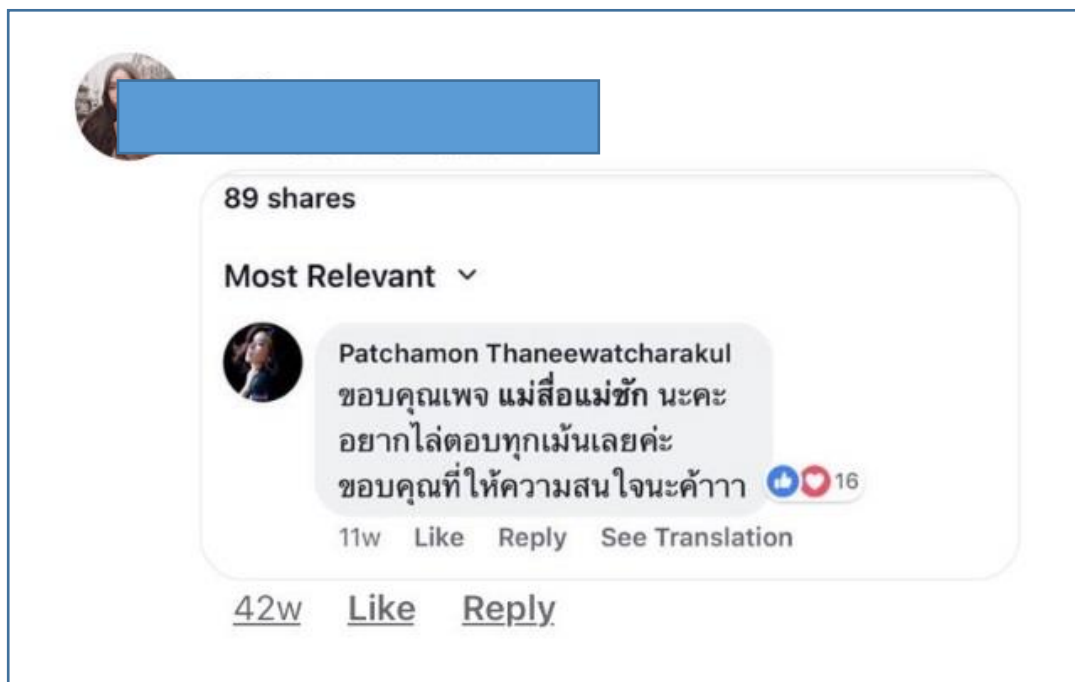 89 shares
Most Relevant
Patchamon Thaneewatcharakul
ขอบคุณเพจ แม่สื่อแม่ชัก นะคะ
อยากไล่ตอบทุกเม้นเลยค่ะ
ขอบคุณที่ให้ความสนใจนะค้าาา
16
11w Like Reply See Translation
42w Like Reply